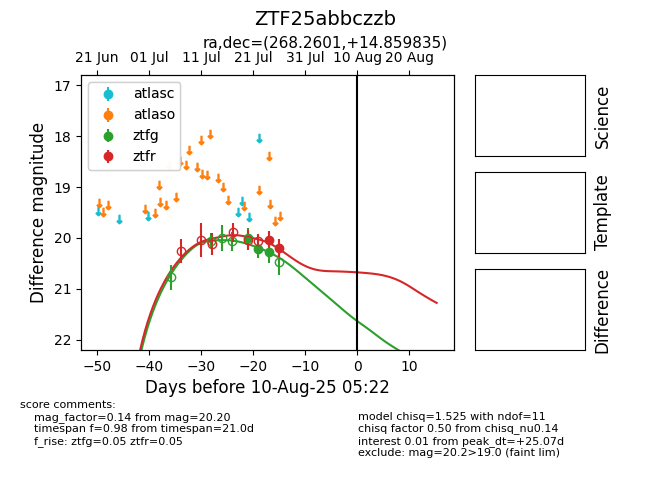 ZTF25abbczzb
ra,dec=(268.2601,+14.859835)
21 Jun 01 Jul 11 Jul 21 Jul 31 Jul 10 Aug 20 Aug
17
18
19
20
21
22
Difference magnitude
atlasc
atlaso
ztfg
ztfr
−50 −40 −30 −20 −10 0 10
Days before 10-Aug-25 05:22
Science
Template
Difference
score comments:
mag_factor=0.14 from mag=20.20
timespan f=0.98 from timespan=21.0d
f_rise: ztfg=0.05 ztfr=0.05
model chisq=1.525 with ndof=11
chisq factor 0.50 from chisq_nu0.14
interest 0.01 from peak_dt=+25.07d
exclude: mag=20.2>19.0 (faint lim)